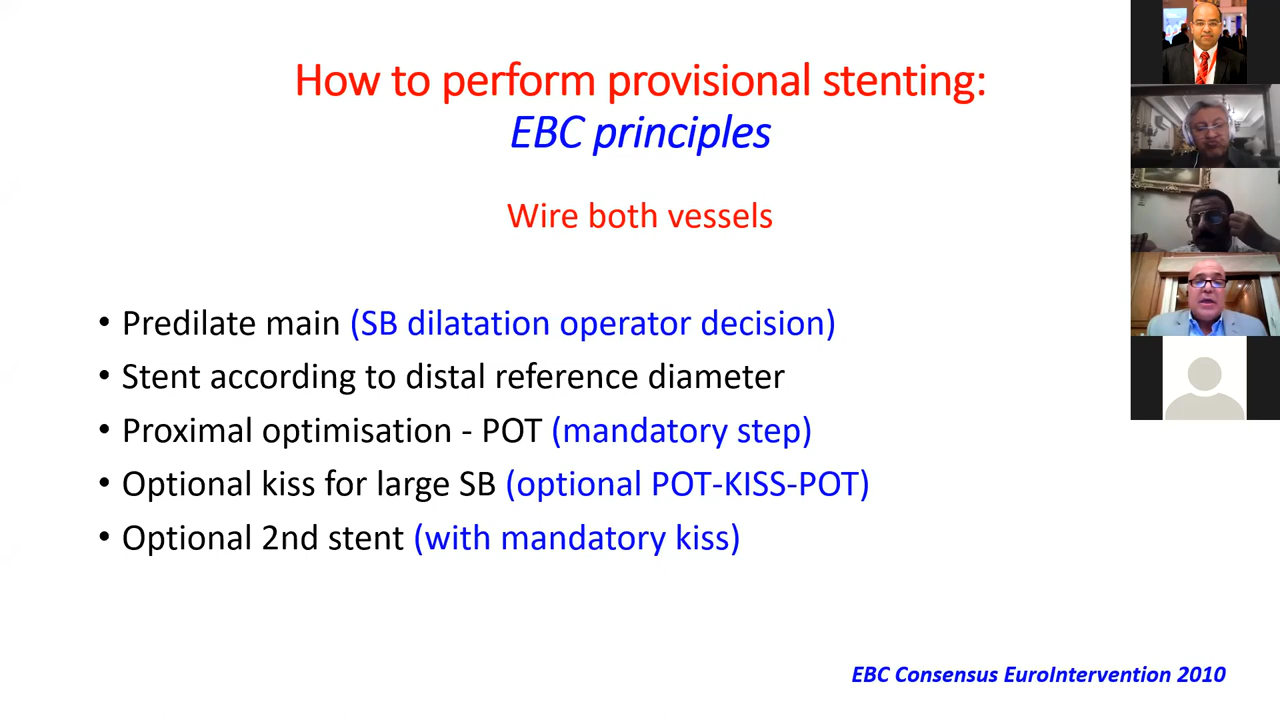 How to perform provisional stenting:
EBC principles
Wire both vessels
• Predilate main (SB dilatation operator decision)
• Stent according to distal reference diameter
• Proximal optimisation - POT (mandatory step)
• Optional kiss for large SB (optional POT-KISS-POT)
• Optional 2nd stent (with mandatory kiss)
EBC Consensus EuroIntervention 2010